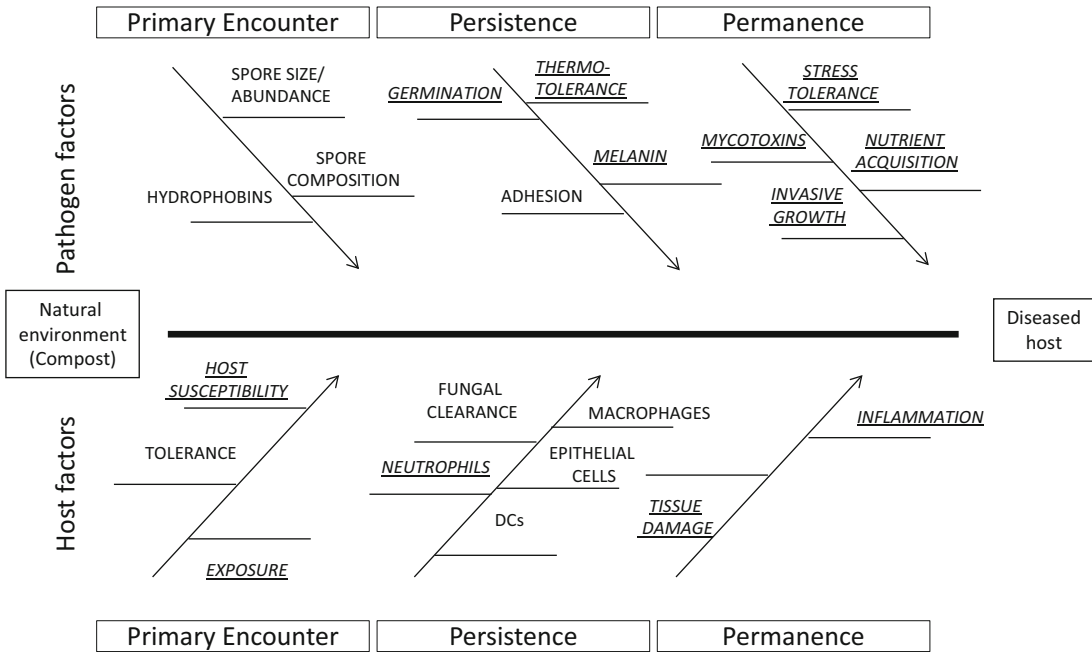 Primary Encounter
Persistence
Permanence
Pathogen factors
SPORE SIZE/
ABUNDANCE
SPORE
COMPOSITION
HYDROPHOBINS
GERMINATION
THERMO-
TOLERANCE
MELANIN
ADHESION
STRESS
TOLERANCE
MYCOTOXINS
NUTRIENT
ACQUISITION
INVASIVE
GROWTH
Natural
environment
(Compost)
Diseased
host
Host factors
HOST
SUSCEPTIBILITY
TOLERANCE
EXPOSURE
FUNGAL
CLEARANCE
MACROPHAGES
NEUTROPHILS
EPITHELIAL
CELLS
DCs
INFLAMMATION
TISSUE
DAMAGE
Primary Encounter
Persistence
Permanence